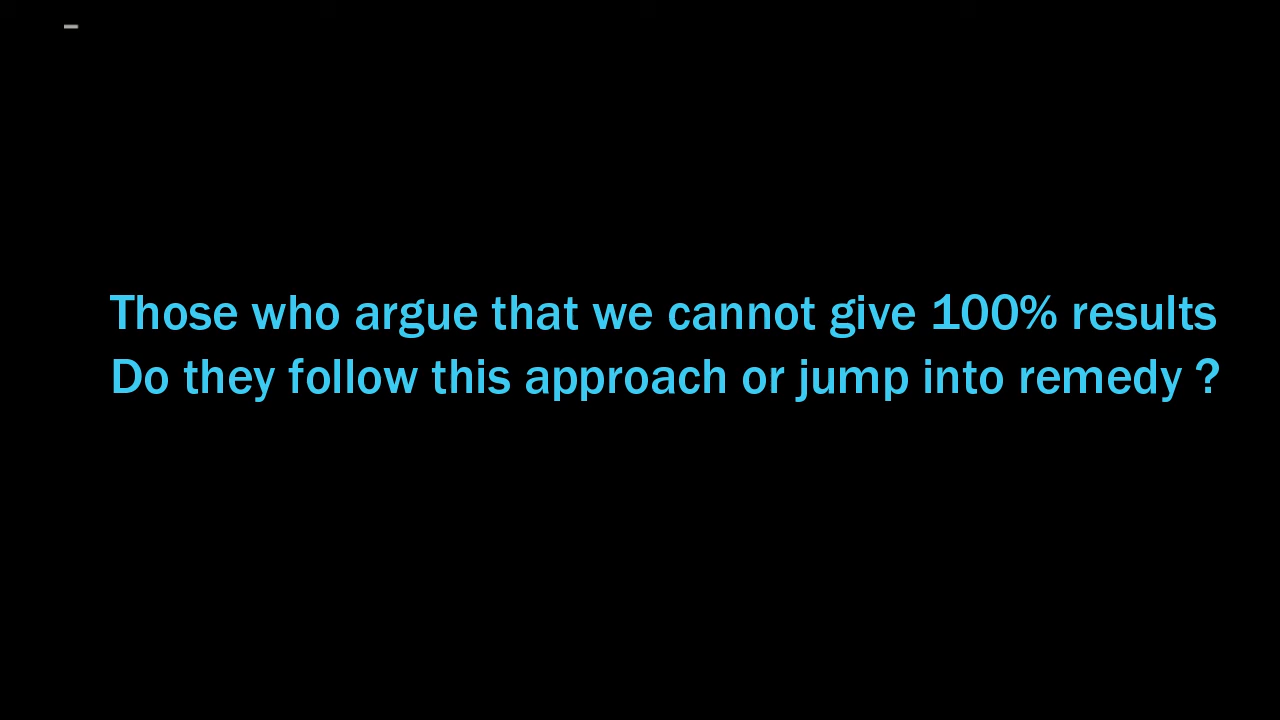 Those who argue that we cannot give 100% results
Do they follow this approach or jump into remedy ?